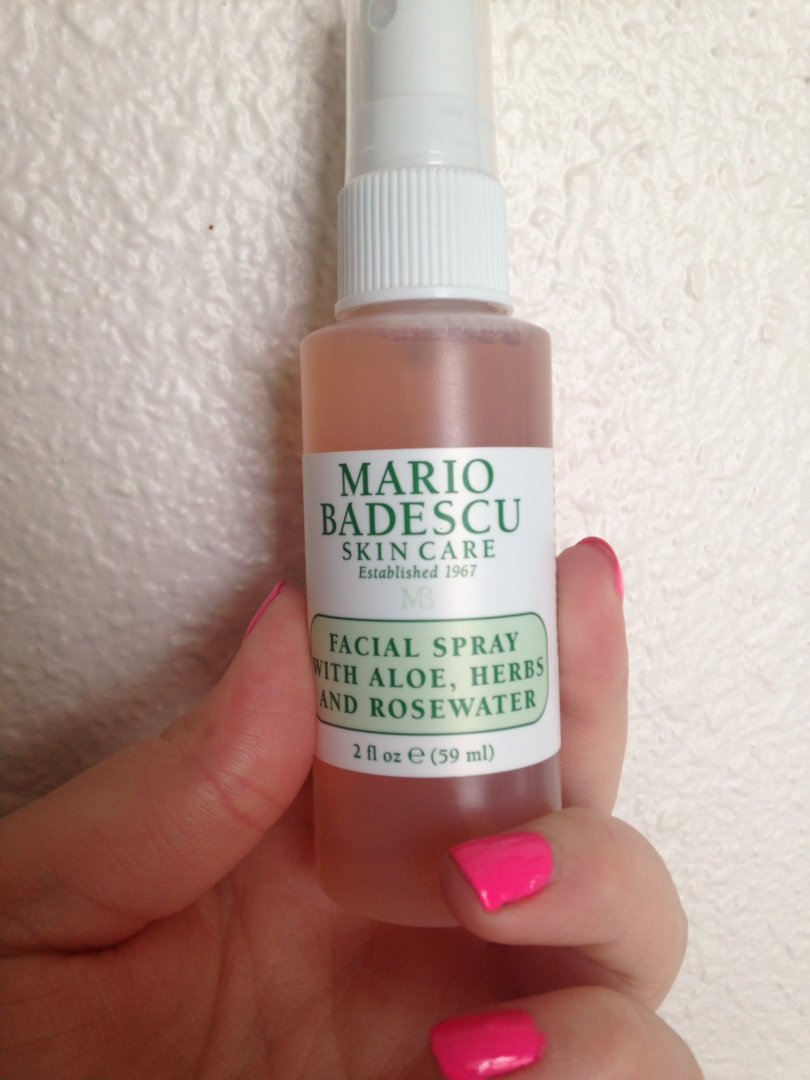 MARIO
BADESCU
SKIN CARE
Established 1967
MB
FACIAL SPRAY
WITH ALOE, HERBS
AND ROSEWATER
2 fl oz ℮ (59 ml)